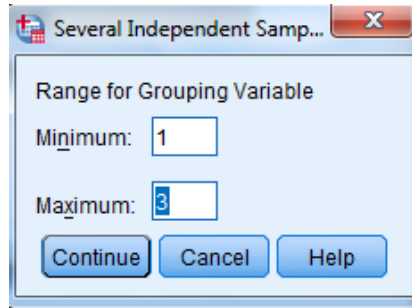 Several Independent Samp...
Range for Grouping Variable
Minimum: 1
Maximum: 3
Continue Cancel Help